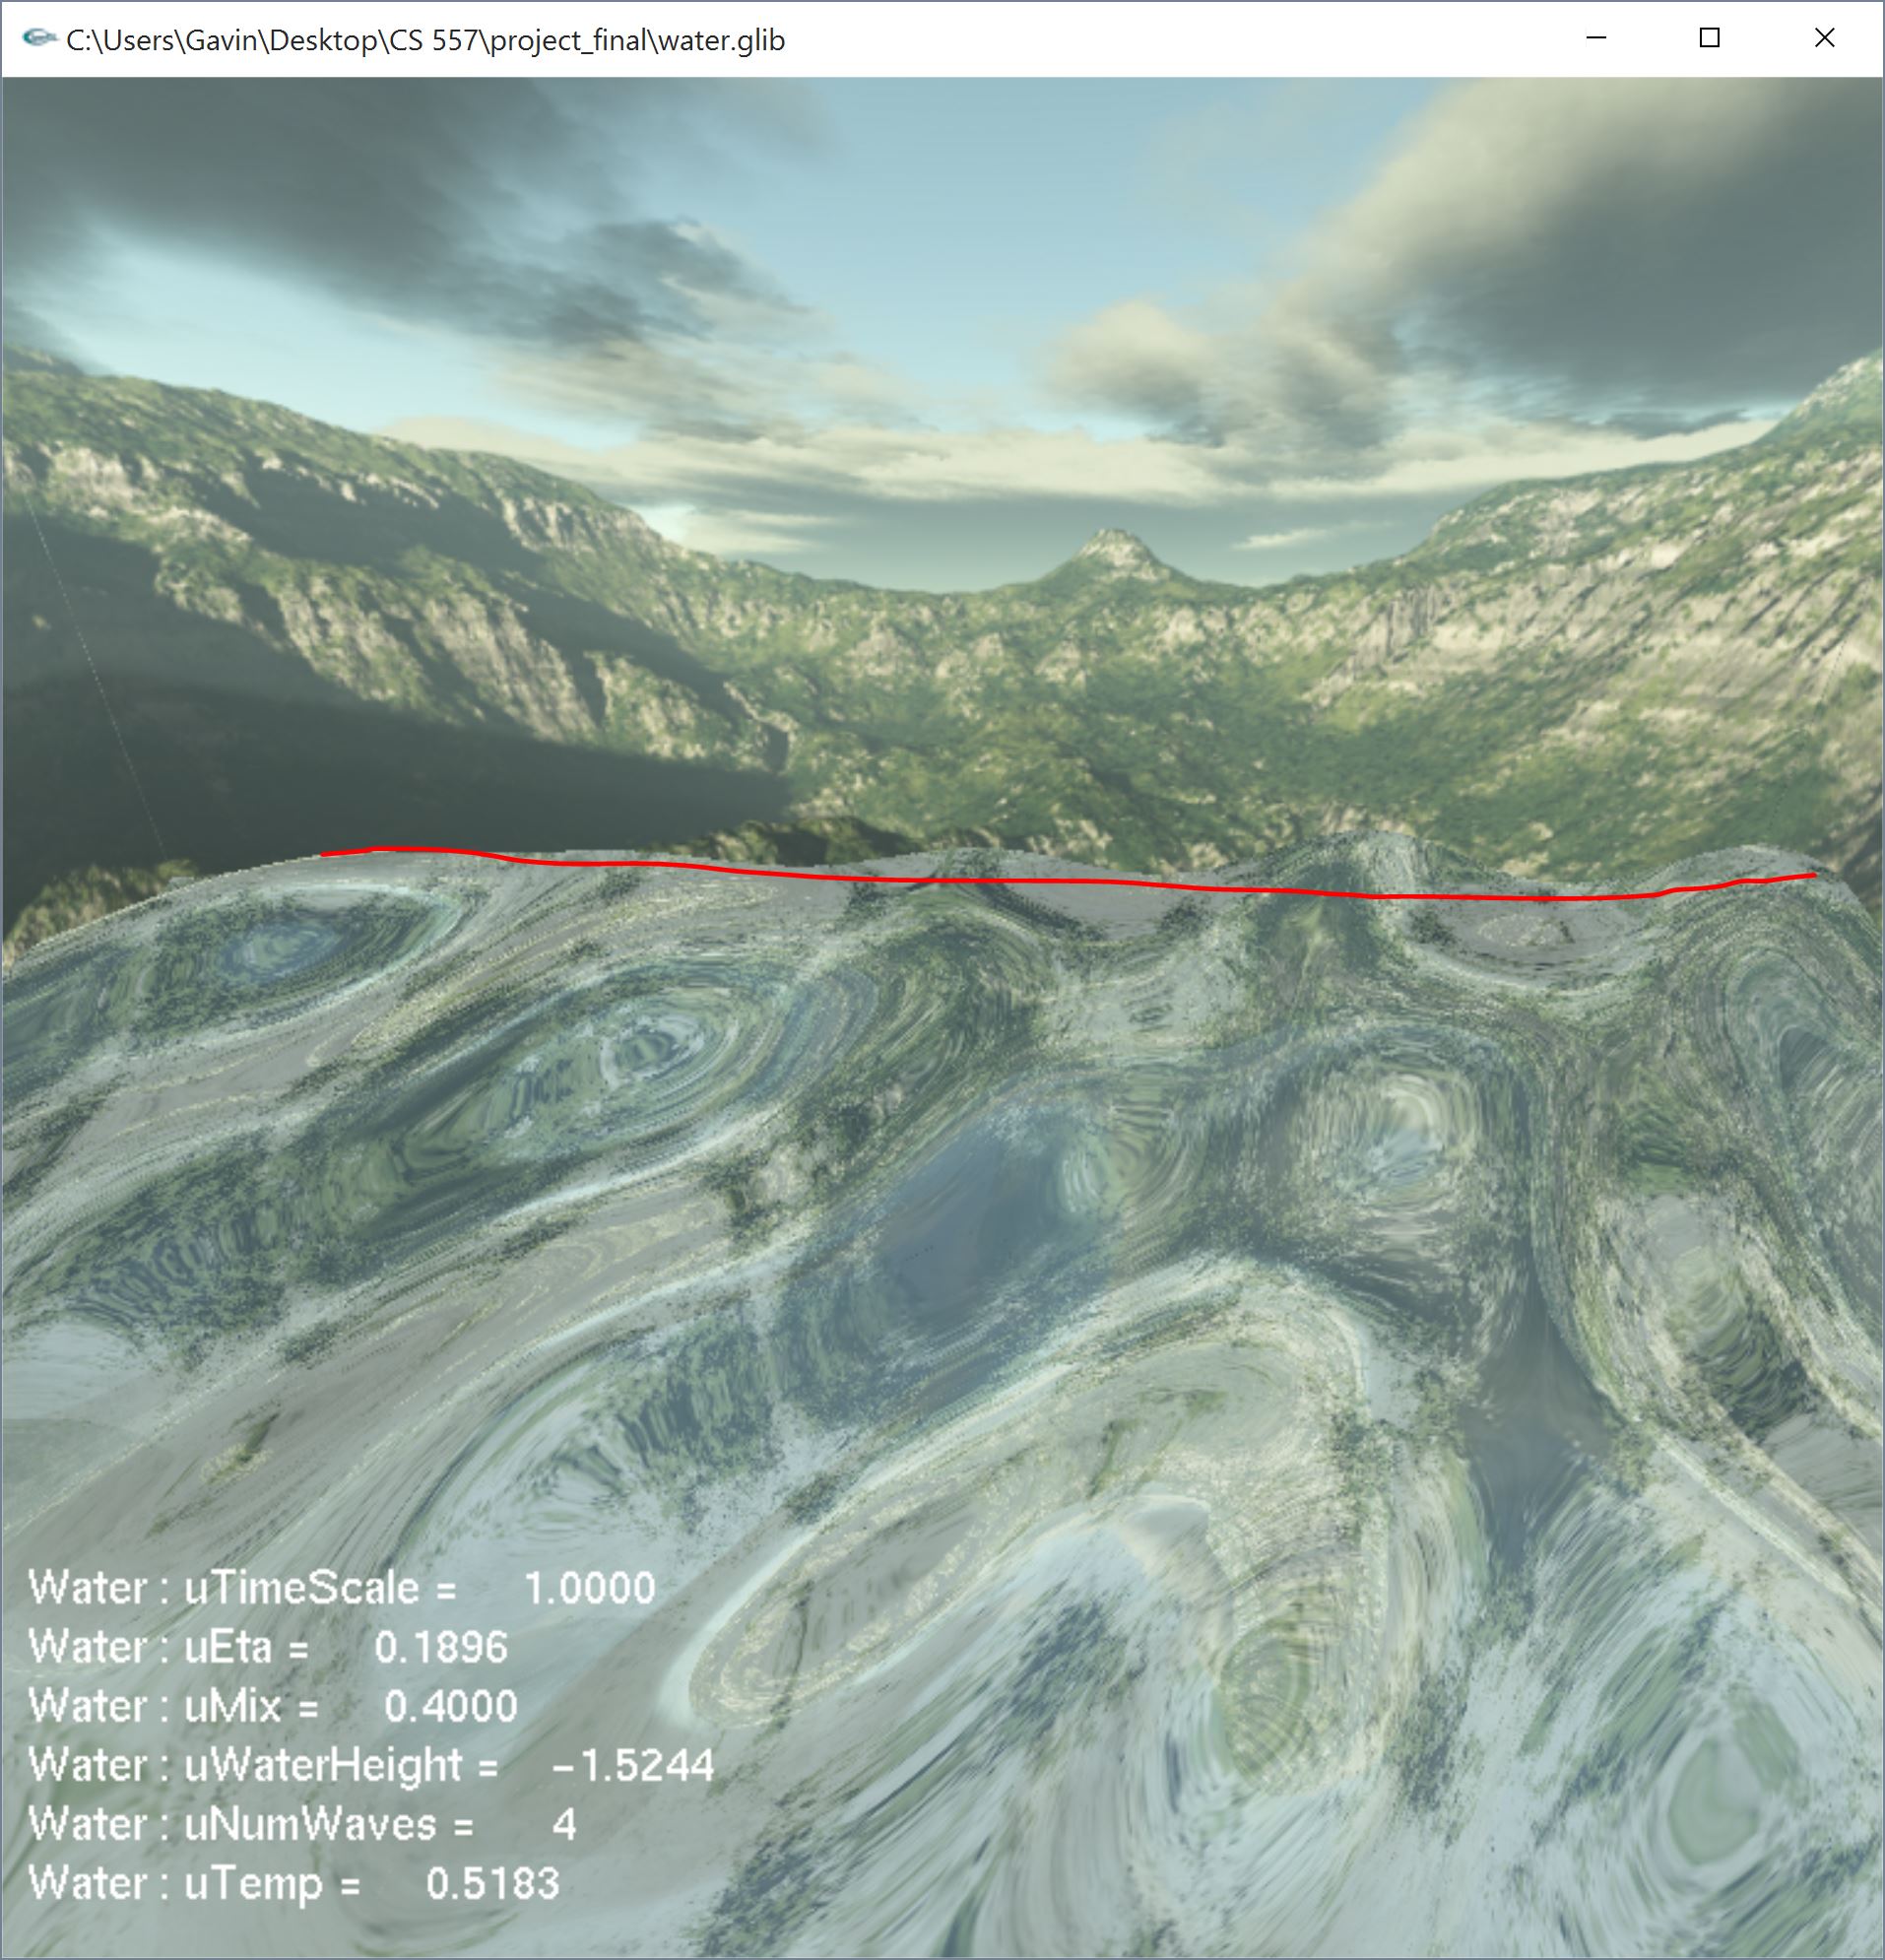 C:\Users\Gavin\Desktop\CS 557\project_final\water.glib
Water : uTimeScale = 1.0000
Water : uEta = 0.1896
Water : uMix = 0.4000
Water : uWaterHeight = -1.5244
Water : uNumWaves = 4
Water : uTemp = 0.5183